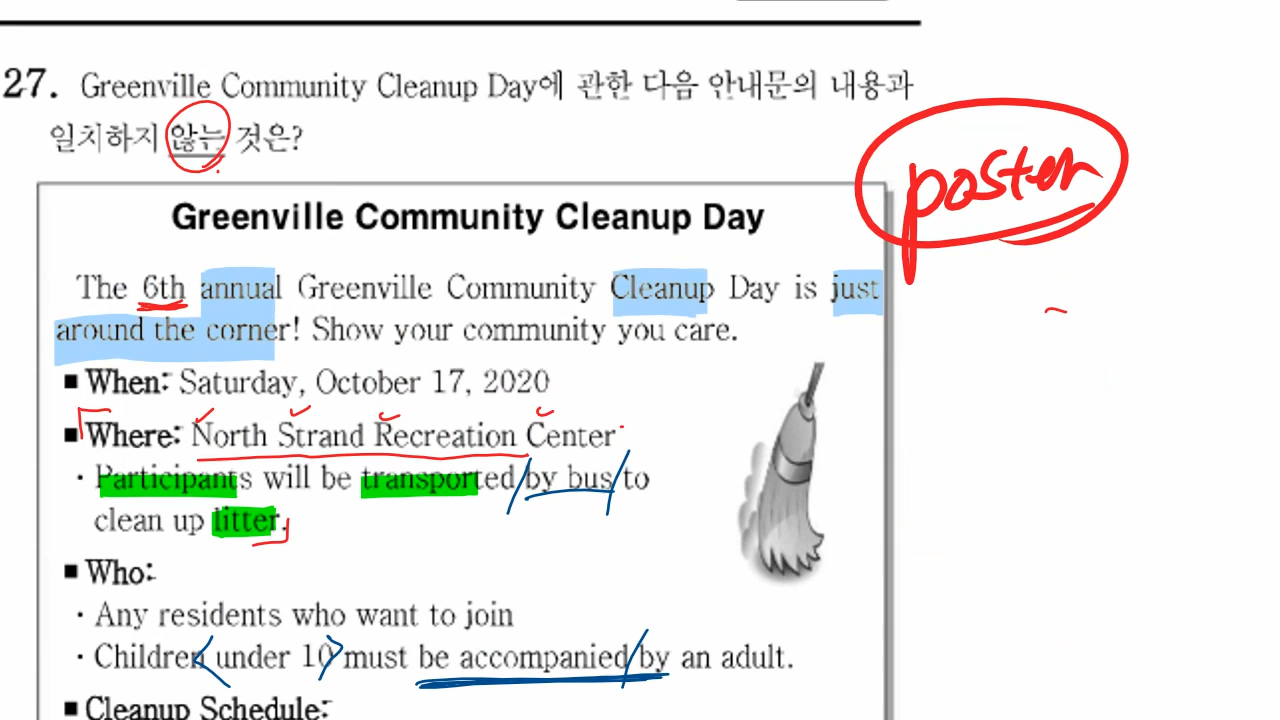 27. Greenville Community Cleanup Day에 관한 다음 안내문의 내용과
일치하지 않는 것은?
poster
Greenville Community Cleanup Day
The 6th annual Greenville Community Cleanup Day is just
around the corner! Show your community you care.
■ When: Saturday, October 17, 2020
■ Where: North Strand Recreation Center
· Participants will be transported by bus to
clean up litter.
■ Who:
· Any residents who want to join
· Children under 10 must be accompanied by an adult.
■ Cleanup Schedule: